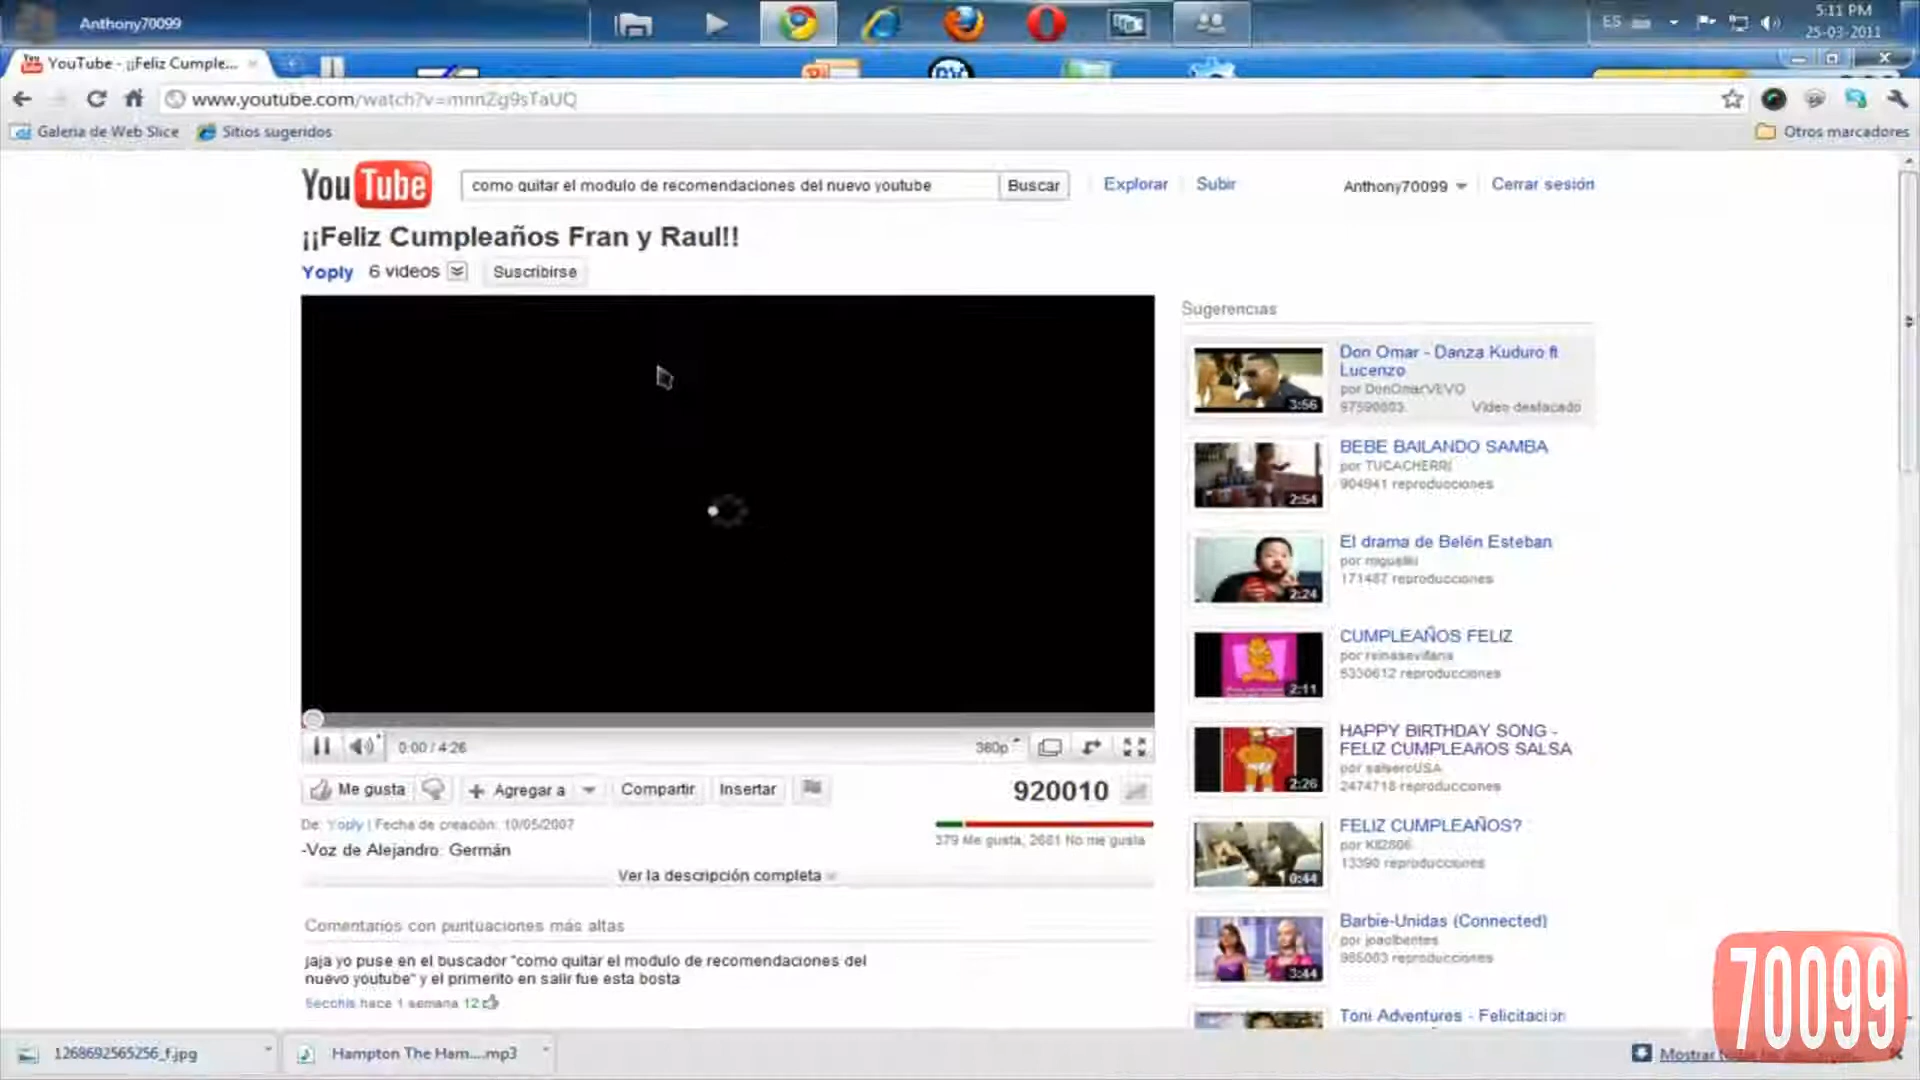 Anthony70099
ES
5:11 PM
25-03-2011
YouTube - ¡¡Feliz Cumple...
www.youtube.com/watch?v=mnnZg9sTaUQ
Galeria de Web Slice
Sitios sugeridos
Otros marcadores
YouTube
como quitar el modulo de recomendaciones del nuevo youtube
Buscar
Explorar
Subir
Anthony70099
Cerrar sesión
¡¡Feliz Cumpleaños Fran y Raul!!
Yoply 6 videos
Suscribirse
Sugerencias
Don Omar - Danza Kuduro ft
Lucenzo
por DonOmarVEVO
Video destacado
3:56
BEBE BAILANDO SAMBA
por TUCACHERRI
904941 reproducciones
2:54
El drama de Belén Esteban
por
171487 reproducciones
2:24
CUMPLEAÑOS FELIZ
por reinasevillana
5330612 reproducciones
2:11
HAPPY BIRTHDAY SONG -
FELIZ CUMPLEAñOS SALSA
por salseroUSA
2474718 reproducciones
2:26
FELIZ CUMPLEAÑOS?
por
13390 reproducciones
0:44
Barbie-Unidas (Connected)
por joaolbentes
985083 reproducciones
3:44
Toni Adventures - Felicitación
0:00 / 4:26
360p
Me gusta
Agregar a
Compartir
Insertar
920010
De: Yoply | Fecha de creación: 10/05/2007
379 Me gusta, 2681 No me gusta
-Voz de Alejandro: Germán
Ver la descripción completa
Comentarios con puntuaciones más altas
jaja yo puse en el buscador "como quitar el modulo de recomendaciones del
nuevo youtube" y el primerito en salir fue esta bosta
Secchis hace 1 semana 12
70099
1268692565256_f.jpg
Hampton The Ham....mp3
Mostrar